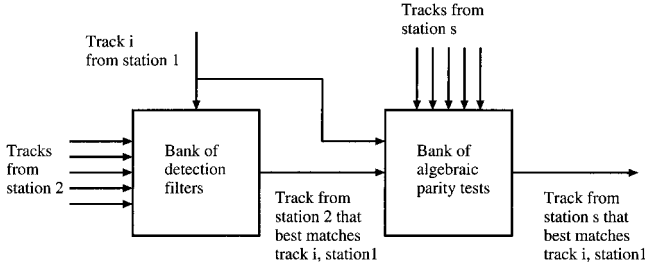 Track i
from station 1
Tracks from
station s
Tracks
from
station 2
Bank of
detection
filters
Bank of
algebraic
parity tests
Track from
station 2 that
best matches
track i, station1
Track from
station s that
best matches
track i, station1